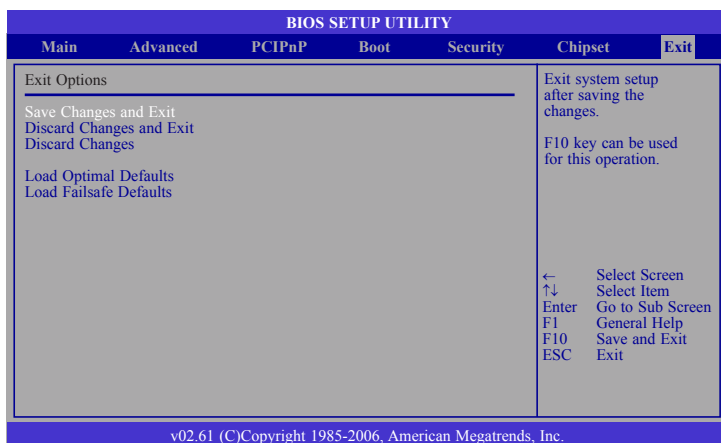 BIOS SETUP UTILITY
Main Advanced PCIPnP Boot Security Chipset Exit
Exit Options
Save Changes and Exit
Discard Changes and Exit
Discard Changes
Load Optimal Defaults
Load Failsafe Defaults
Exit system setup
after saving the
changes.
F10 key can be used
for this operation.
← Select Screen
↑↓ Select Item
Enter Go to Sub Screen
F1 General Help
F10 Save and Exit
ESC Exit
v02.61 (C)Copyright 1985-2006, American Megatrends, Inc.